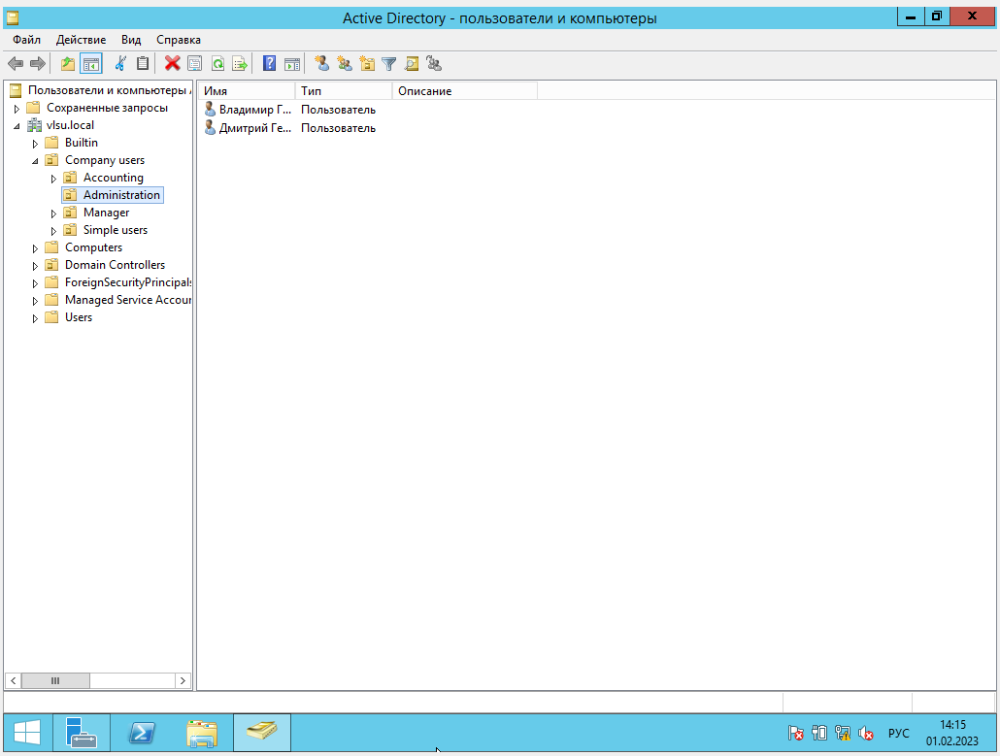 Active Directory - пользователи и компьютеры
Файл Действие Вид Справка
Пользователи и компьютеры
Сохраненные запросы
vlsu.local
Builtin
Company users
Accounting
Administration
Manager
Simple users
Computers
Domain Controllers
ForeignSecurityPrincipals
Managed Service Accour
Users
Имя Тип Описание
Владимир Г... Пользователь
Дмитрий Ге... Пользователь
РУС
14:15
01.02.2023